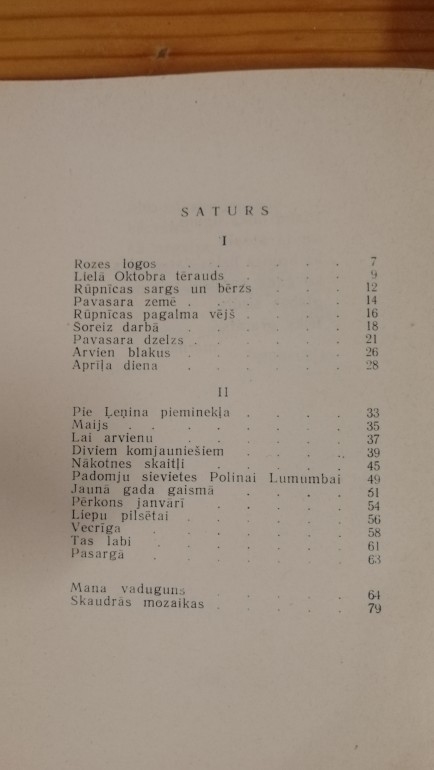 SATURS
I
Rozes logos . . . . . . 7
Lielā Oktobra tērauds . . . . 9
Rūpnīcas sargs un bērzs . . . 12
Pavasara zemē . . . . . . 14
Rūpnīcas pagalma vējš . . . . 16
Šoreiz darbā . . . . . . 18
Pavasara dzelzs . . . . . 21
Arvien blakus . . . . . . 26
Aprīļa diena . . . . . . 28
II
Pie Ļeņina pieminekļa . . . . 33
Maijs . . . . . . . 35
Lai arvienu . . . . . . 37
Diviem komjauniešiem . . . . 39
Nākotnes skaitļi . . . . . 45
Padomju sievietes Polinai Lumumbai 49
Jaunā gada gaismā . . . . 51
Pērkons janvārī . . . . . 54
Liepu pilsētai . . . . . 56
Vecrīga . . . . . . 58
Tas labi . . . . . . 61
Pasargā . . . . . . 63
Mana vaduguns . . . . . 64
Skaudrās mozaikas . . . . . 79